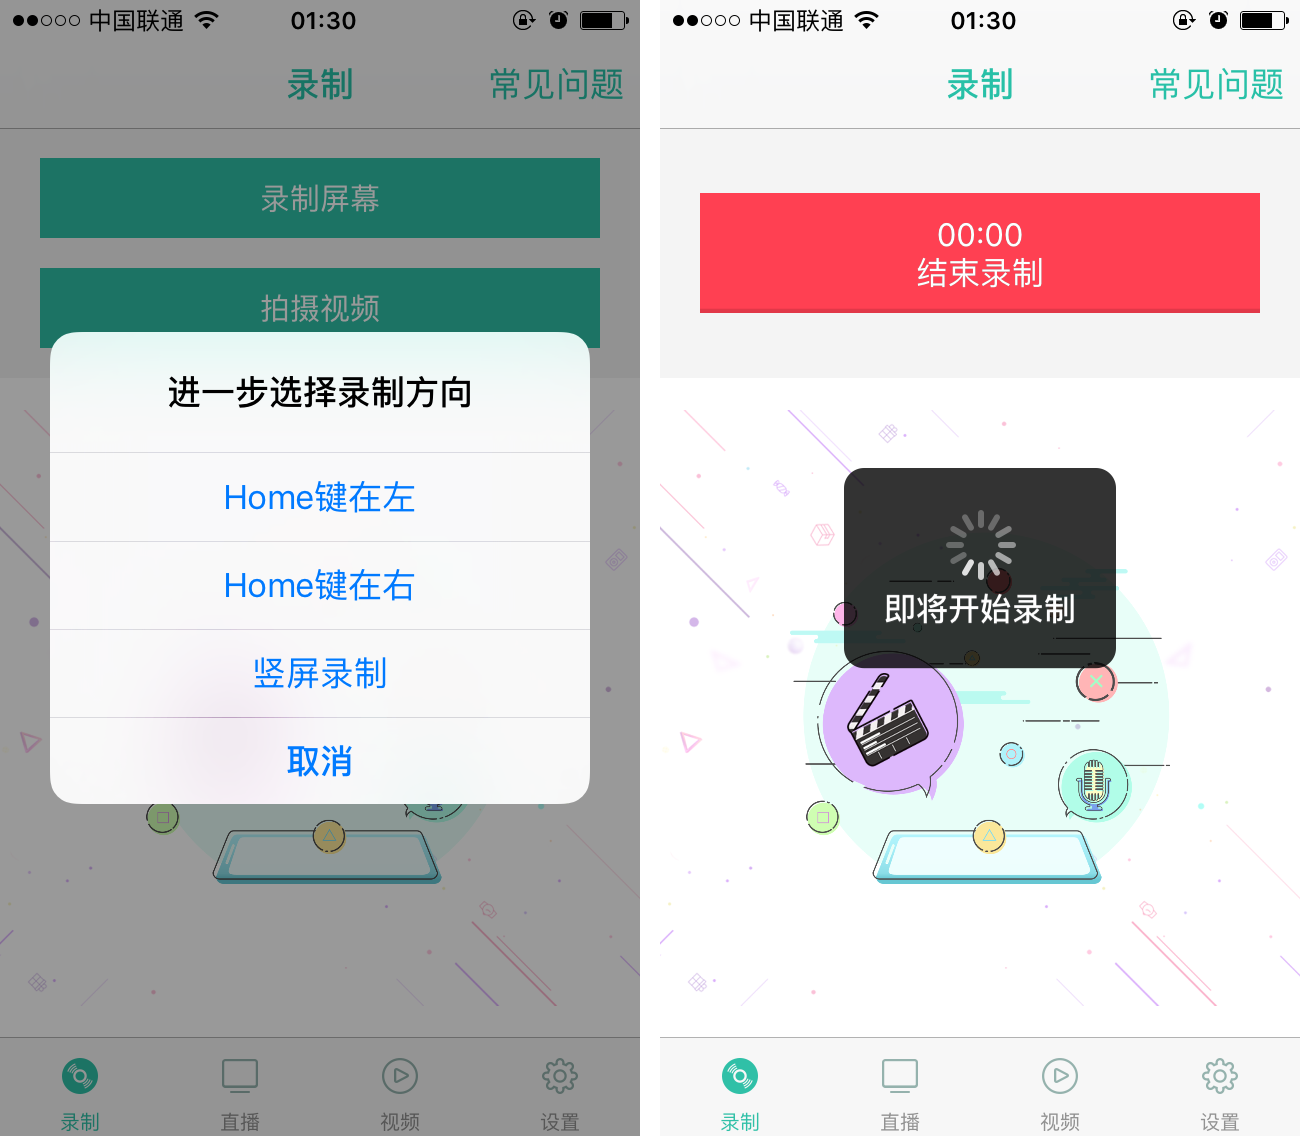 中国联通
01:30
录制
常见问题
录制屏幕
拍摄视频
进一步选择录制方向
Home键在左
Home键在右
竖屏录制
取消
录制
直播
视频
设置
中国联通
01:30
录制
常见问题
00:00
结束录制
即将开始录制
录制
直播
视频
设置